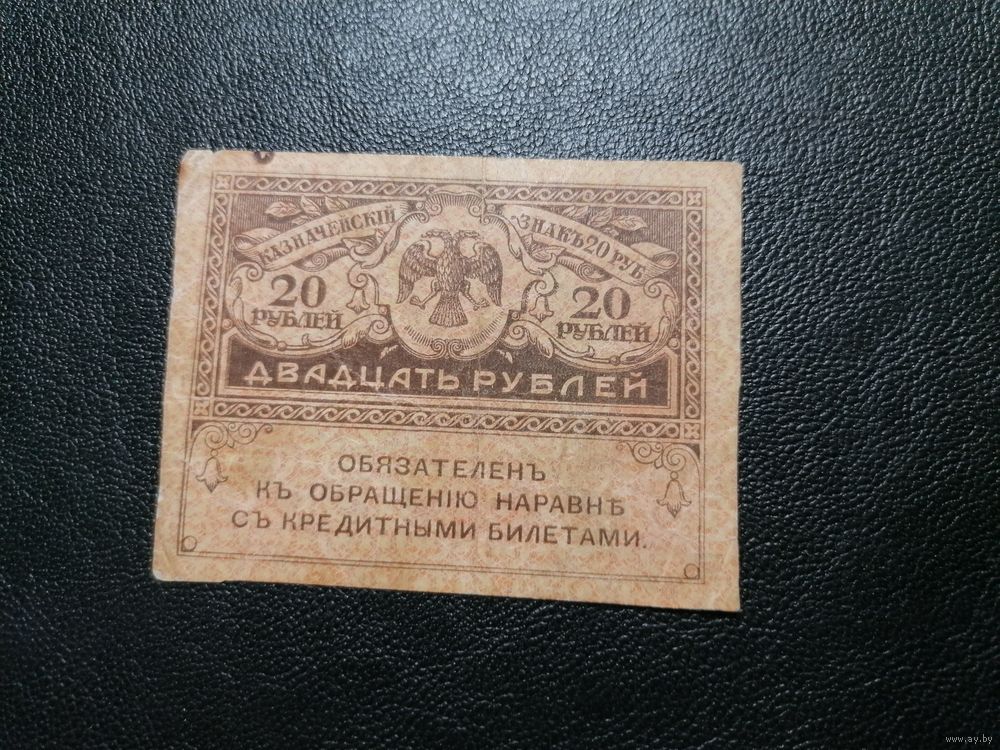 КАЗНАЧЕЙСКІЙ ЗНАКЪ 20 РУБ
20 РУБЛЕЙ
20 РУБЛЕЙ
ДВАДЦАТЬ РУБЛЕЙ
ОБЯЗАТЕЛЕНЪ
КЪ ОБРАЩЕНІЮ НАРАВНѢ
СЪ КРЕДИТНЫМИ БИЛЕТАМИ.
www.ay.by